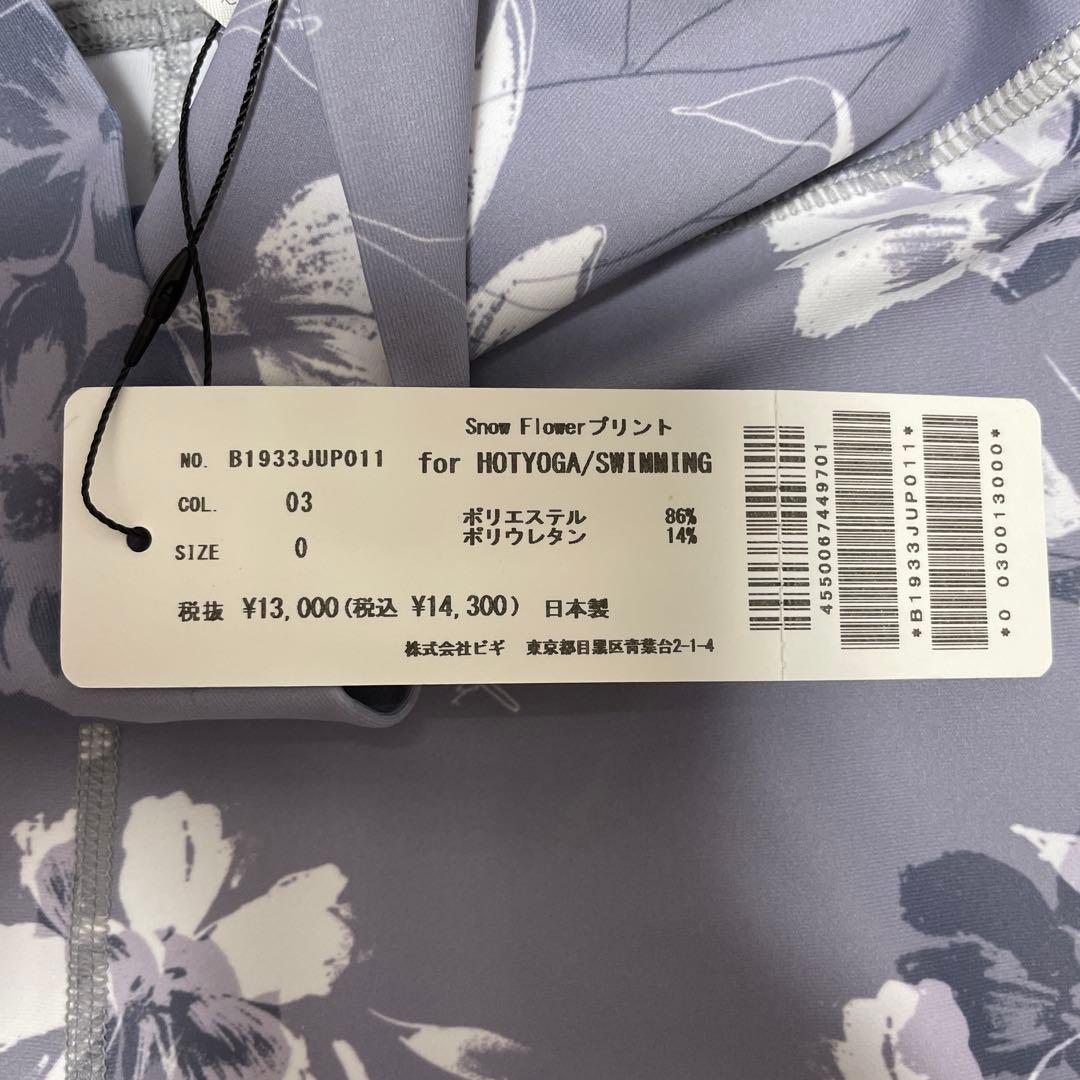 Snow Flowerプリント
NO. B1933JUP011 for HOTYOGA/SWIMMING
COL. 03
ポリエステル 86%
ポリウレタン 14%
SIZE 0
税抜 ¥13,000(税込 ¥14,300) 日本製
株式会社ビギ 東京都目黒区青葉台2-1-4
4550067449701
*B1933JUP011*
*0 030013000*